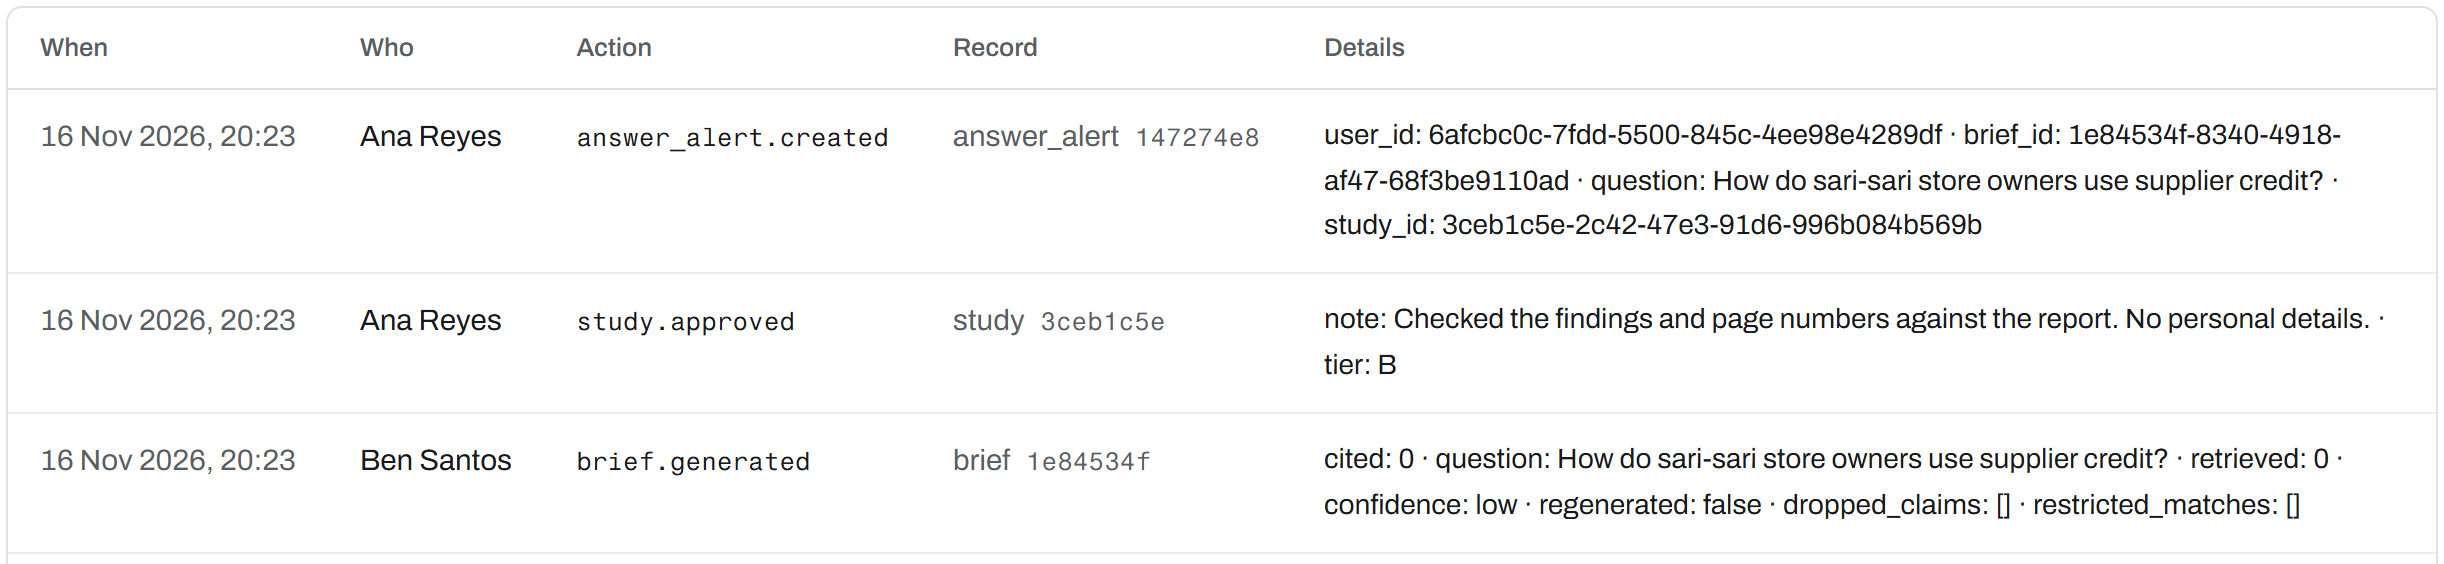 When Who Action Record Details
16 Nov 2026, 20:23 Ana Reyes answer_alert.created answer_alert 147274e8 user_id: 6afcbc0c-7fdd-5500-845c-4ee98e4289df · brief_id: 1e84534f-8340-4918-
af47-68f3be9110ad · question: How do sari-sari store owners use supplier credit? ·
study_id: 3ceb1c5e-2c42-47e3-91d6-996b084b569b
16 Nov 2026, 20:23 Ana Reyes study.approved study 3ceb1c5e note: Checked the findings and page numbers against the report. No personal details. ·
tier: B
16 Nov 2026, 20:23 Ben Santos brief.generated brief 1e84534f cited: 0 · question: How do sari-sari store owners use supplier credit? · retrieved: 0 ·
confidence: low · regenerated: false · dropped_claims: [] · restricted_matches: []